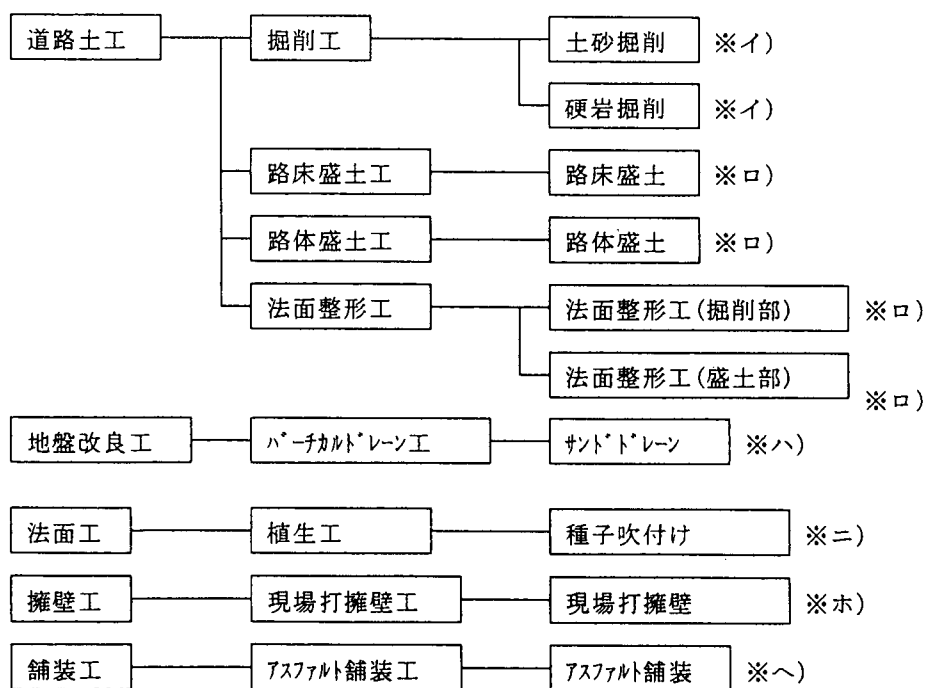 道路土工 掘削工 土砂掘削 ※イ)
硬岩掘削 ※イ)
路床盛土工 路床盛土 ※ロ)
路体盛土工 路体盛土 ※ロ)
法面整形工 法面整形工(掘削部) ※ロ)
法面整形工(盛土部) ※ロ)
地盤改良工 ﾊﾞｰﾁｶﾙﾄﾞﾚｰﾝ工 ｻﾝﾄﾞﾄﾞﾚｰﾝ ※ハ)
法面工 植生工 種子吹付け ※ニ)
擁壁工 現場打擁壁工 現場打擁壁 ※ホ)
舗装工 ｱｽﾌｧﾙﾄ舗装工 ｱｽﾌｧﾙﾄ舗装 ※ヘ)